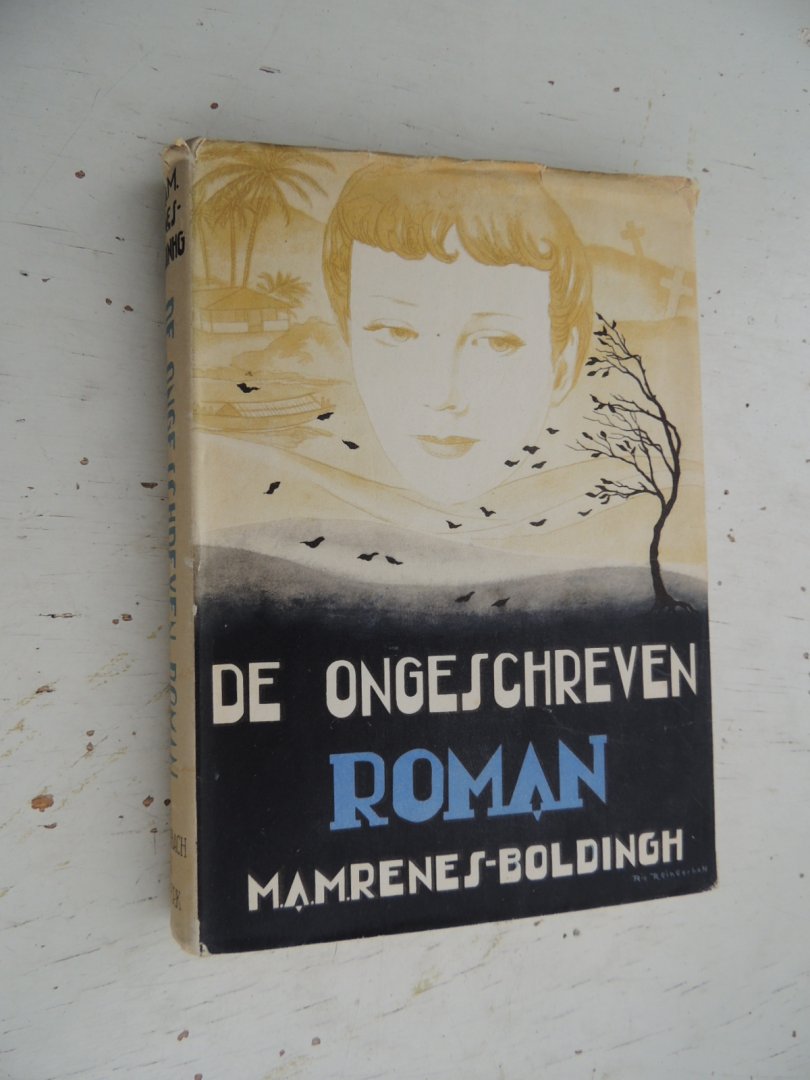 DE ONGESCHREVEN
ROMAN
M.A.M.RENES-BOLDINGH
DE ONGESCHREVEN ROMAN